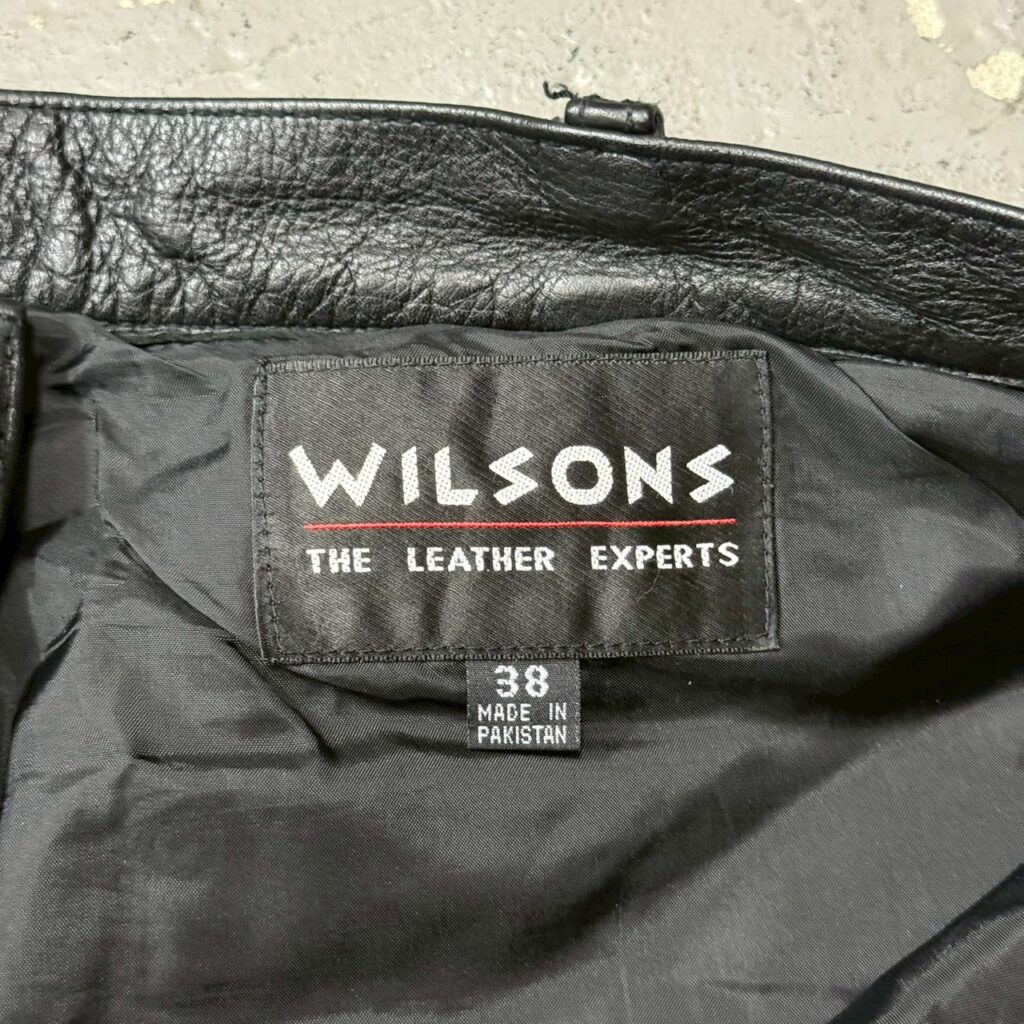 WILSONS
THE LEATHER EXPERTS
38
MADE IN
PAKISTAN